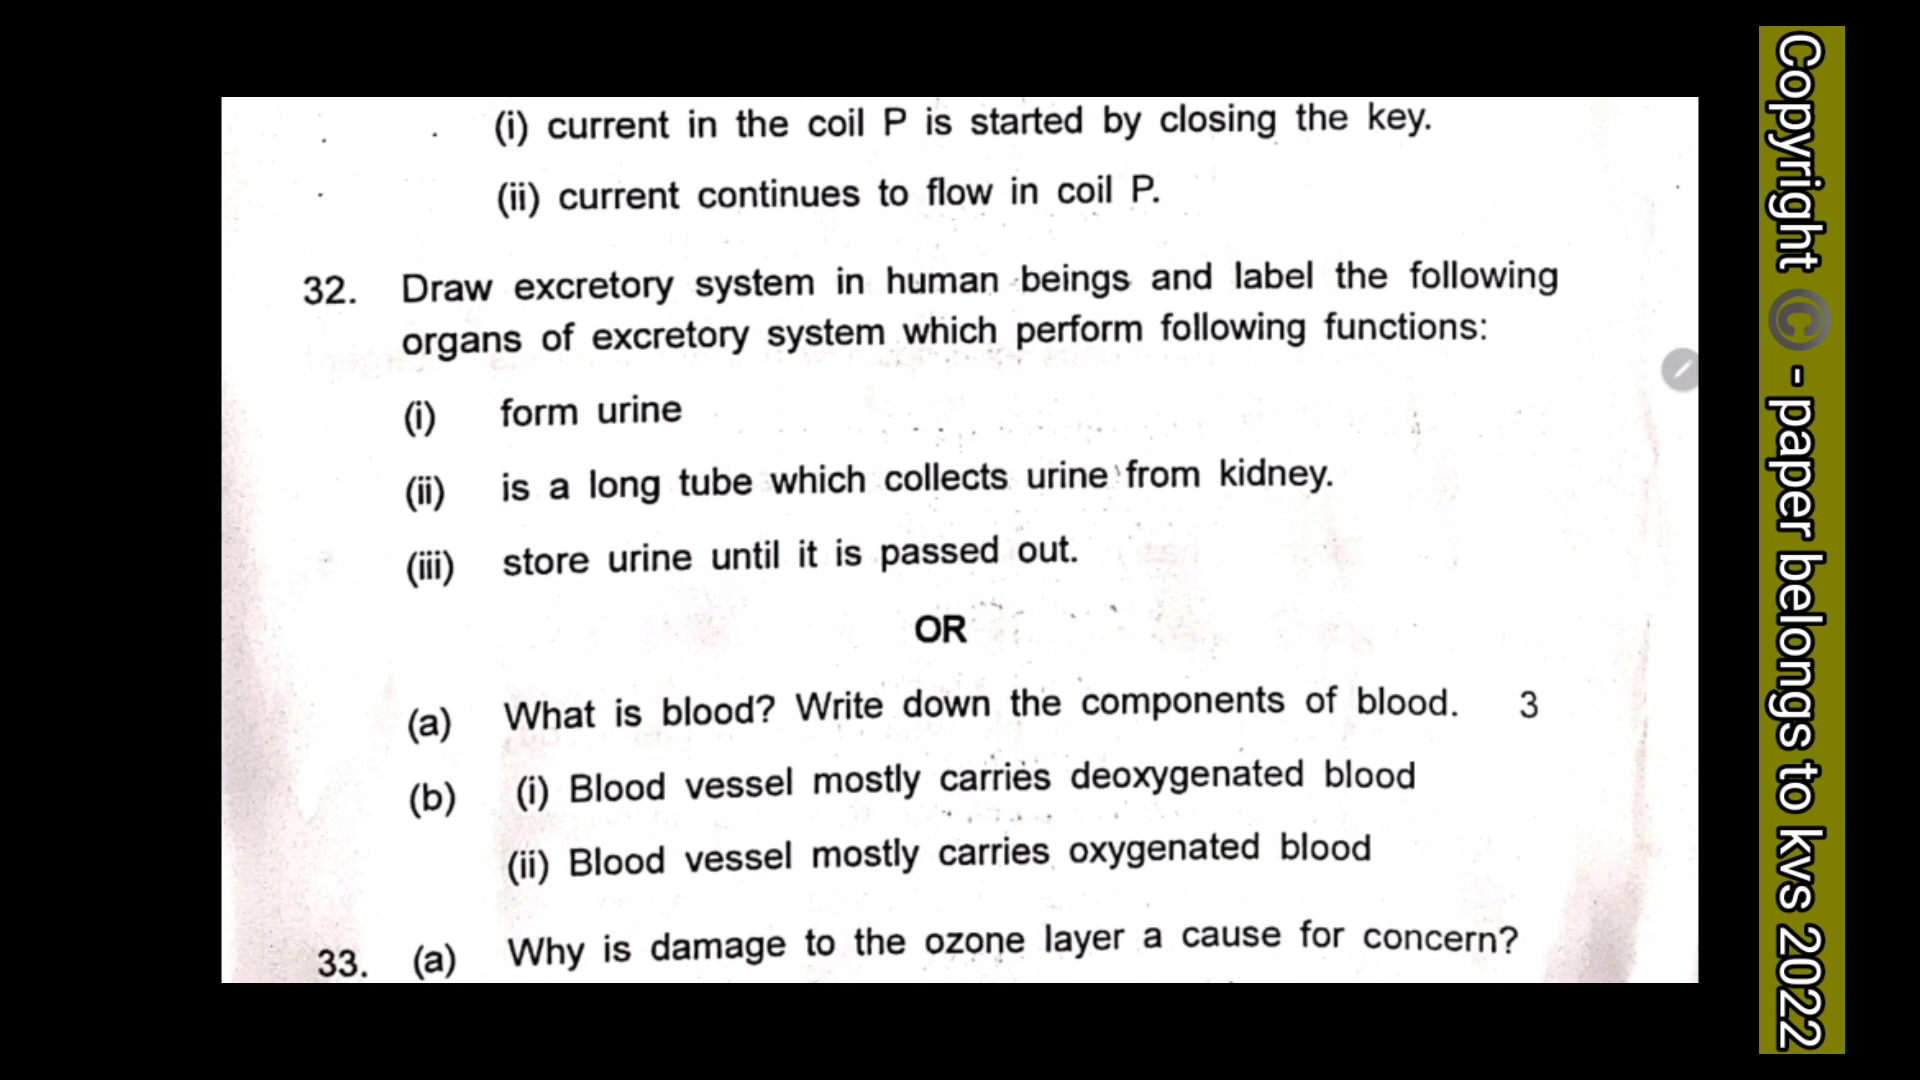 (i) current in the coil P is started by closing the key.
(ii) current continues to flow in coil P.
32. Draw excretory system in human beings and label the following
organs of excretory system which perform following functions:
(i) form urine
(ii) is a long tube which collects urine from kidney.
(iii) store urine until it is passed out.
OR
(a) What is blood? Write down the components of blood. 3
(b) (i) Blood vessel mostly carries deoxygenated blood
(ii) Blood vessel mostly carries oxygenated blood
33. (a) Why is damage to the ozone layer a cause for concern?
Copyright © - paper belongs to kvs 2022